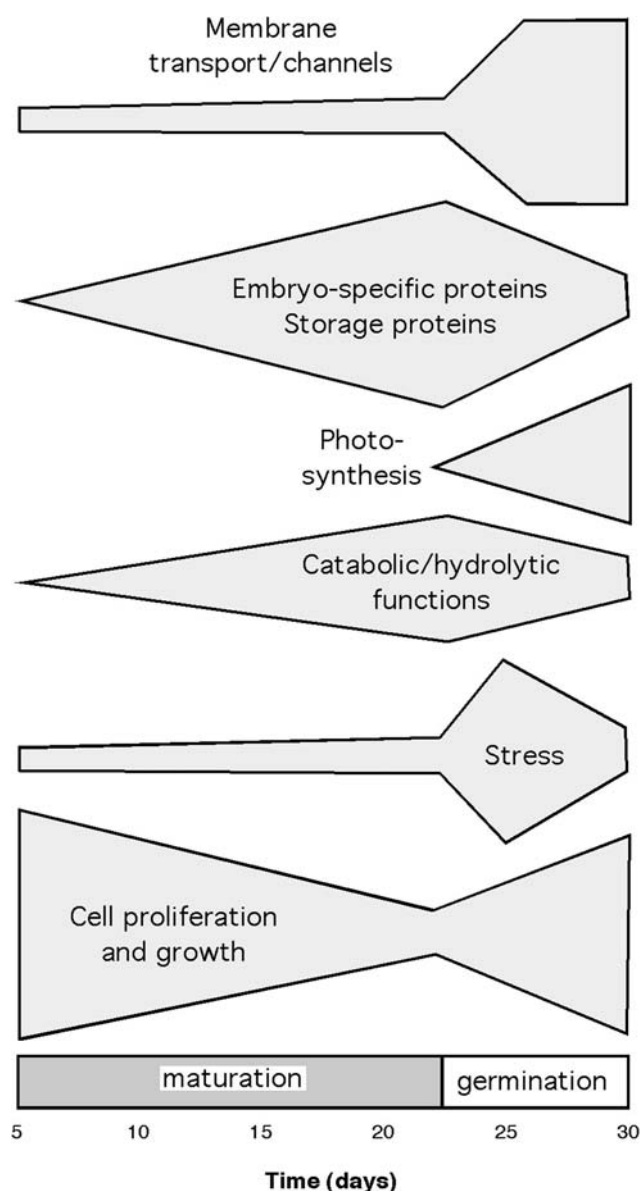 Membrane
transport/channels
Embryo-specific proteins
Storage proteins
Photo-
synthesis
Catabolic/hydrolytic
functions
Stress
Cell proliferation
and growth
maturation
germination
5 10 15 20 25 30
Time (days)